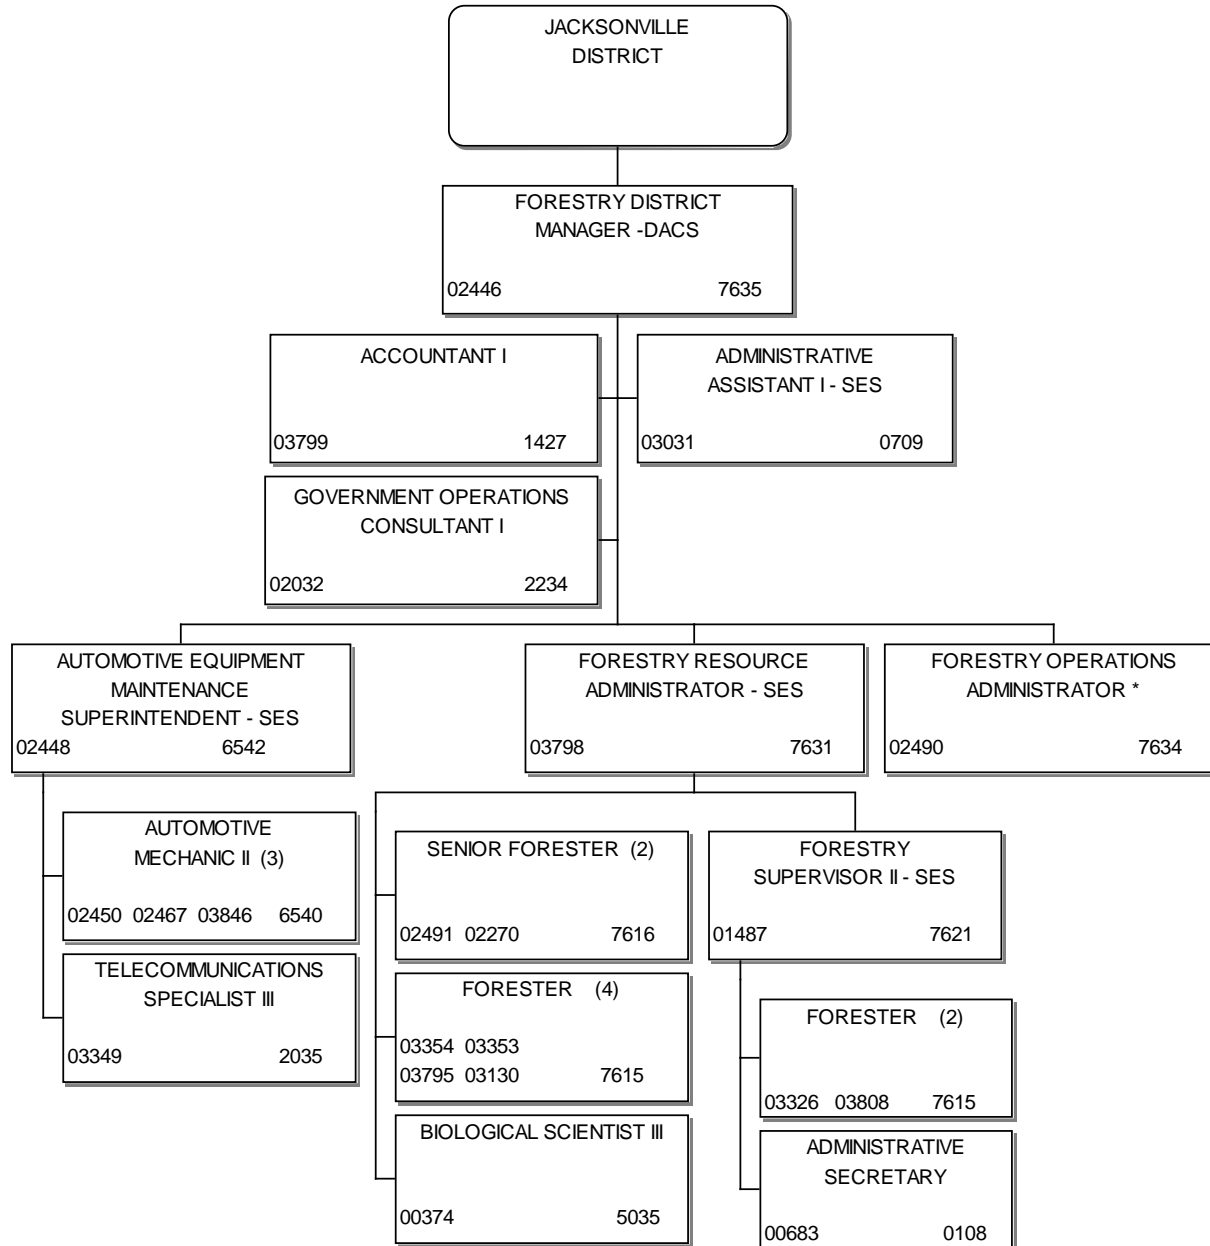 JACKSONVILLE
DISTRICT
FORESTRY DISTRICT
MANAGER -DACS
02446 7635
ACCOUNTANT I
03799 1427
ADMINISTRATIVE
ASSISTANT I - SES
03031 0709
GOVERNMENT OPERATIONS
CONSULTANT I
02032 2234
AUTOMOTIVE EQUIPMENT
MAINTENANCE
SUPERINTENDENT - SES
02448 6542
FORESTRY RESOURCE
ADMINISTRATOR - SES
03798 7631
FORESTRY OPERATIONS
ADMINISTRATOR *
02490 7634
AUTOMOTIVE
MECHANIC II (3)
02450 02467 03846 6540
TELECOMMUNICATIONS
SPECIALIST III
03349 2035
SENIOR FORESTER (2)
02491 02270 7616
FORESTER (4)
03354 03353
03795 03130 7615
BIOLOGICAL SCIENTIST III
00374 5035
FORESTRY
SUPERVISOR II - SES
01487 7621
FORESTER (2)
03326 03808 7615
ADMINISTRATIVE
SECRETARY
00683 0108